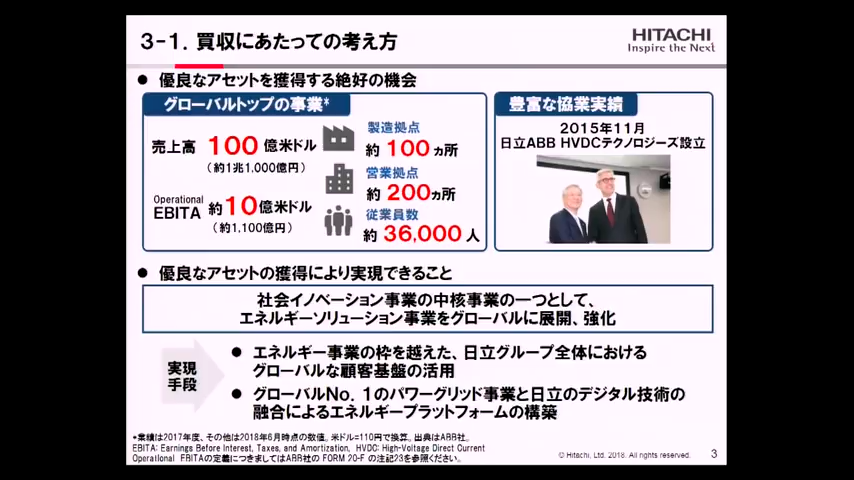 3-1. 買収にあたっての考え方
HITACHI
Inspire the Next
● 優良なアセットを獲得する絶好の機会
グローバルトップの事業*
売上高 100 億米ドル
(約1兆1,000億円)
Operational
EBITA 約10億米ドル
(約1,100億円)
製造拠点
約 100 ヵ所
営業拠点
約 200 ヵ所
従業員数
約 36,000 人
豊富な協業実績
2015年11月
日立ABB HVDCテクノロジーズ設立
● 優良なアセットの獲得により実現できること
社会イノベーション事業の中核事業の一つとして、
エネルギーソリューション事業をグローバルに展開、強化
実現
手段
● エネルギー事業の枠を越えた、日立グループ全体における
グローバルな顧客基盤の活用
● グローバルNo. 1のパワーグリッド事業と日立のデジタル技術の
融合によるエネルギープラットフォームの構築
*業績は2017年度、その他は2018年6月時点の数値。米ドル=110円で換算。出典はABB社。
EBITA: Earnings Before Interest, Taxes, and Amortization, HVDC: High-Voltage Direct Current
Operational EBITAの定義につきましてはABB社の FORM 20-F の注記23を参照ください。
© Hitachi, Ltd. 2018. All rights reserved.
3